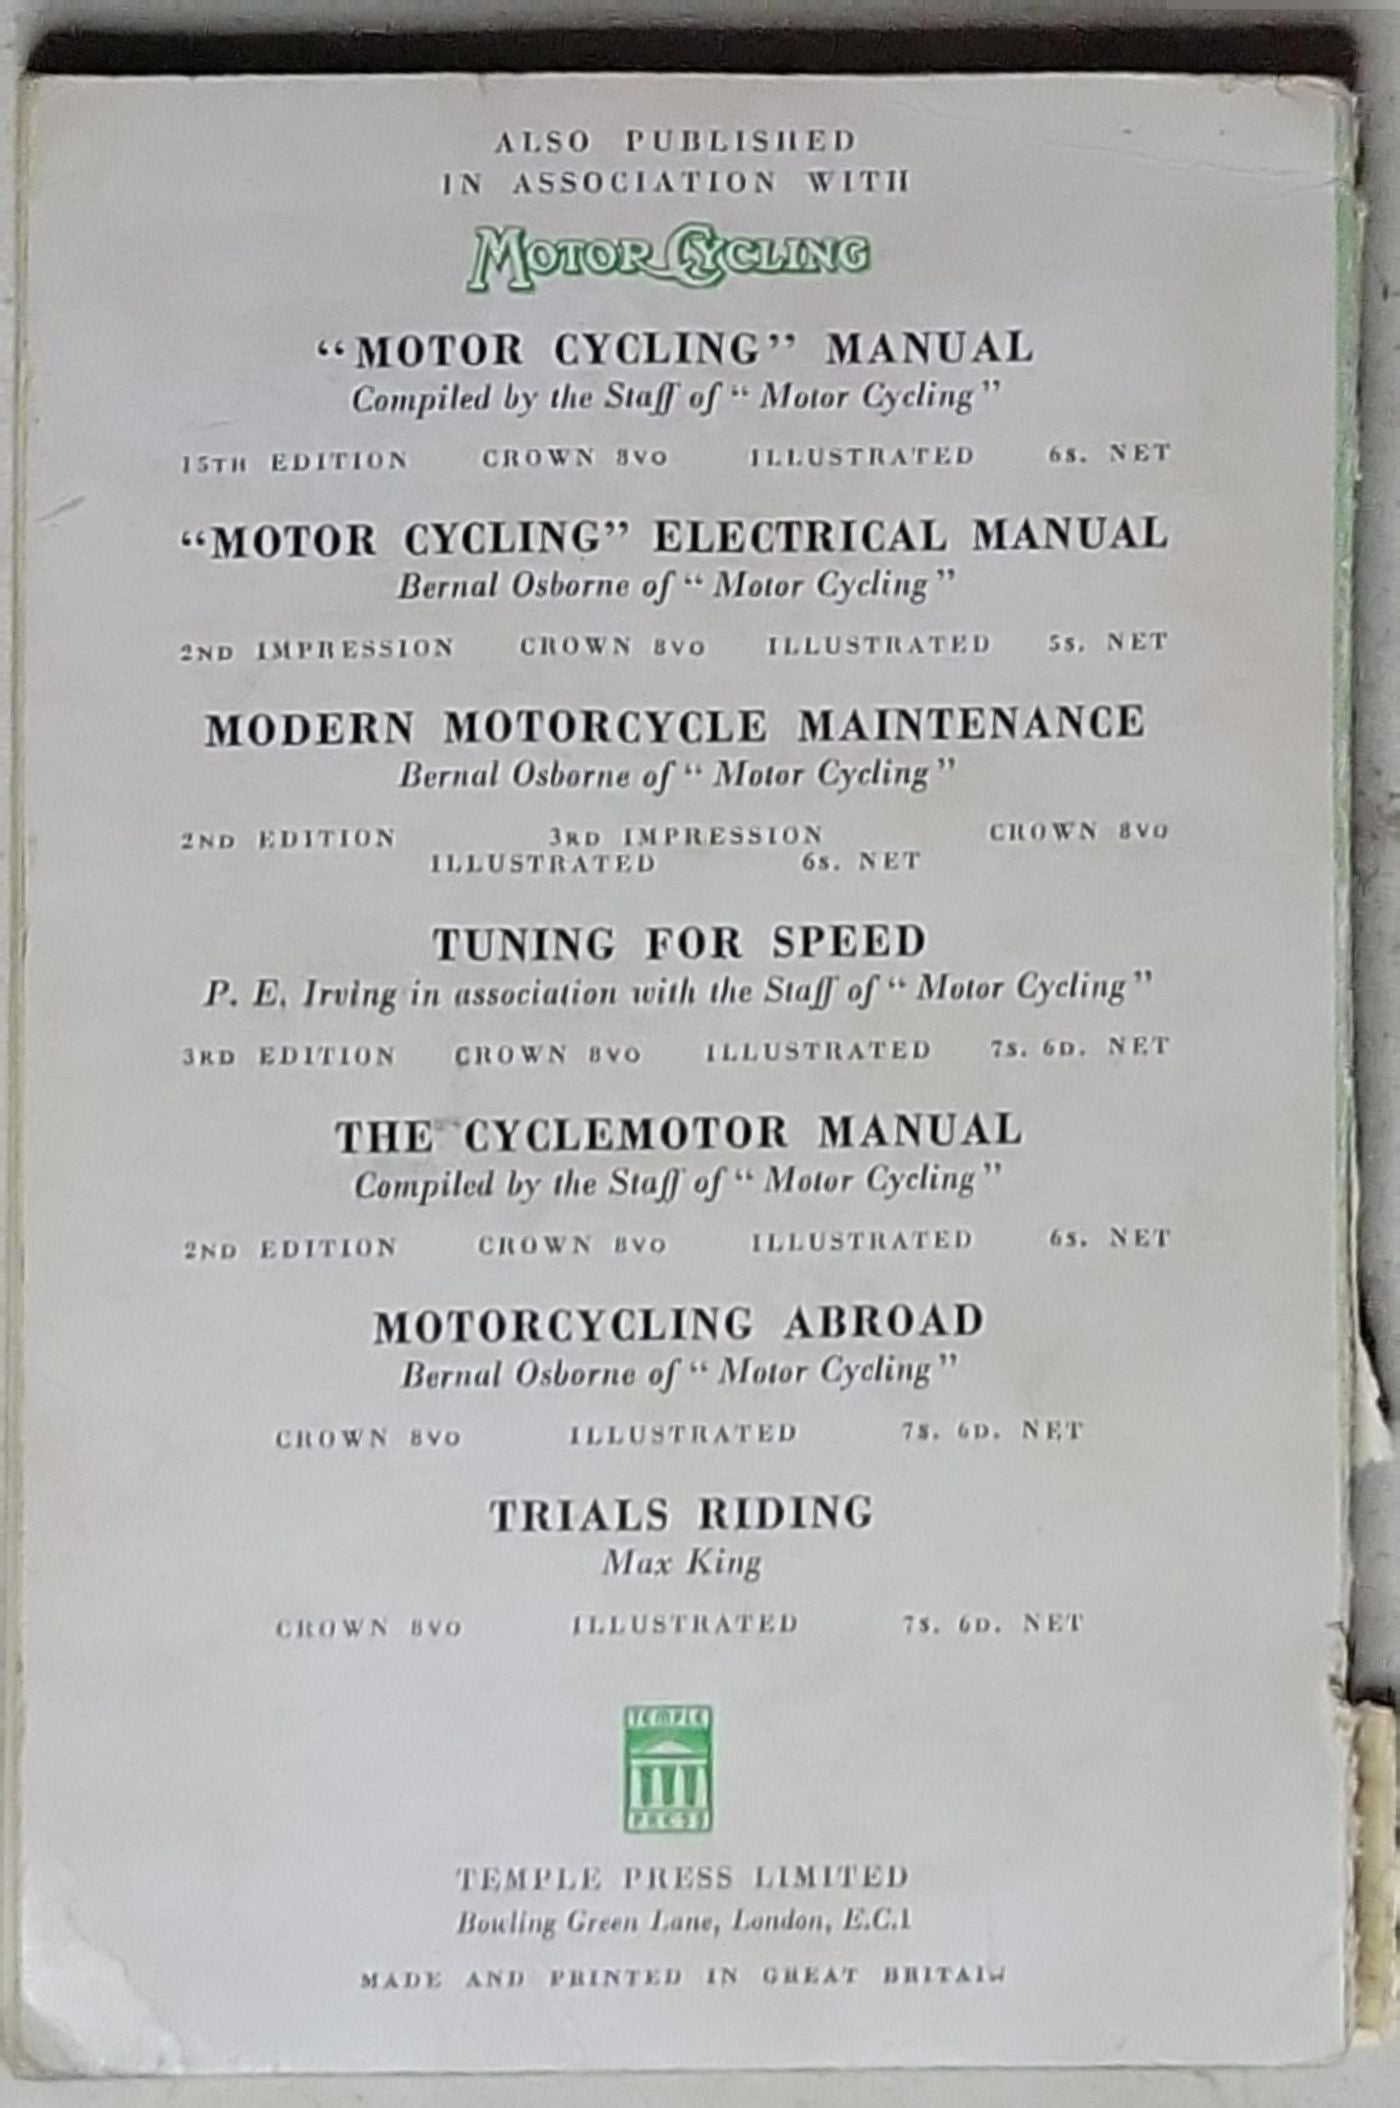 ALSO PUBLISHED
IN ASSOCIATION WITH
MOTOR CYCLING
“MOTOR CYCLING” MANUAL
Compiled by the Staff of “ Motor Cycling ”
15TH EDITION CROWN 8VO ILLUSTRATED 6s. NET
“MOTOR CYCLING” ELECTRICAL MANUAL
Bernal Osborne of “ Motor Cycling ”
2ND IMPRESSION CROWN 8VO ILLUSTRATED 5s. NET
MODERN MOTORCYCLE MAINTENANCE
Bernal Osborne of “ Motor Cycling ”
2ND EDITION 3RD IMPRESSION CROWN 8VO
ILLUSTRATED 6s. NET
TUNING FOR SPEED
P. E. Irving in association with the Staff of “ Motor Cycling ”
3RD EDITION CROWN 8VO ILLUSTRATED 7s. 6D. NET
THE CYCLEMOTOR MANUAL
Compiled by the Staff of “ Motor Cycling ”
2ND EDITION CROWN 8VO ILLUSTRATED 6s. NET
MOTORCYCLING ABROAD
Bernal Osborne of “ Motor Cycling ”
CROWN 8VO ILLUSTRATED 7s. 6D. NET
TRIALS RIDING
Max King
CROWN 8VO ILLUSTRATED 7s. 6D. NET
TEMPLE
PRESS
TEMPLE PRESS LIMITED
Bowling Green Lane, London, E.C.1
MADE AND PRINTED IN GREAT BRITAIN